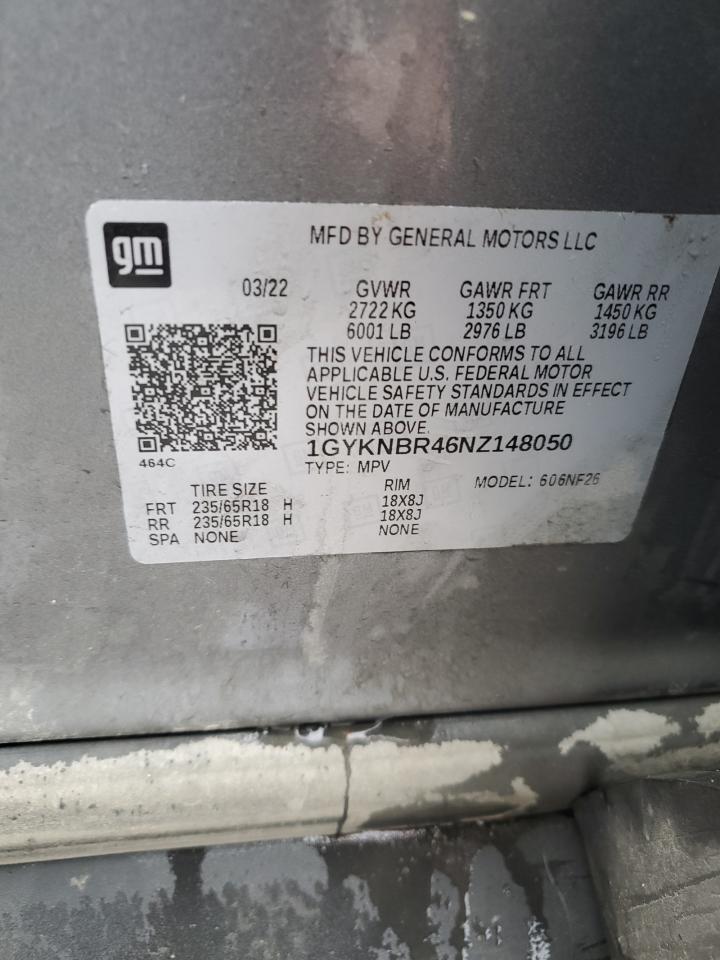 gm
MFD BY GENERAL MOTORS LLC
03/22 GVWR GAWR FRT GAWR RR
2722 KG 1350 KG 1450 KG
6001 LB 2976 LB 3196 LB
THIS VEHICLE CONFORMS TO ALL
APPLICABLE U.S. FEDERAL MOTOR
VEHICLE SAFETY STANDARDS IN EFFECT
ON THE DATE OF MANUFACTURE
SHOWN ABOVE.
1GYKNBR46NZ148050
464C
TYPE: MPV MODEL: 606NF26
TIRE SIZE RIM
FRT 235/65R18 H 18X8J
RR 235/65R18 H 18X8J
SPA NONE NONE